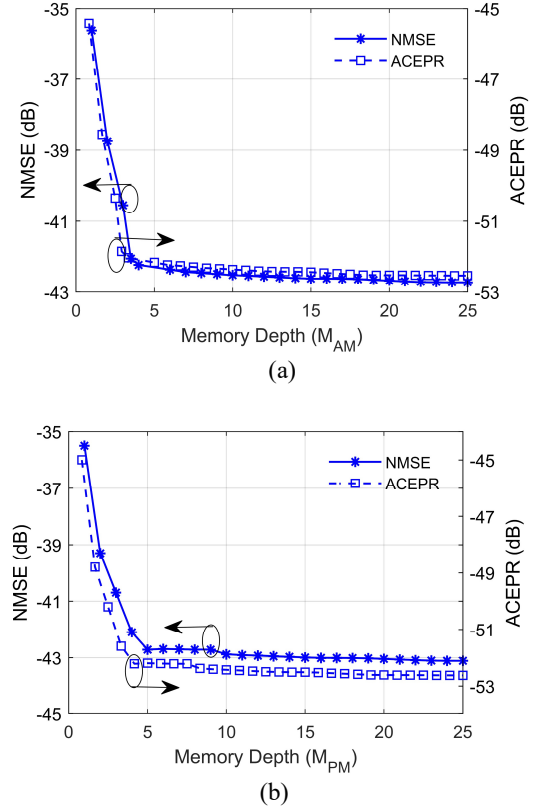 -35
-37
-39
-41
-43
NMSE (dB)
-45
-47
-49
-51
-53
ACEPR (dB)
NMSE
ACEPR
0 5 10 15 20 25
Memory Depth (M_AM)
(a)
-35
-37
-39
-41
-43
-45
NMSE (dB)
-45
-47
-49
-51
-53
ACEPR (dB)
NMSE
ACEPR
0 5 10 15 20 25
Memory Depth (M_PM)
(b)